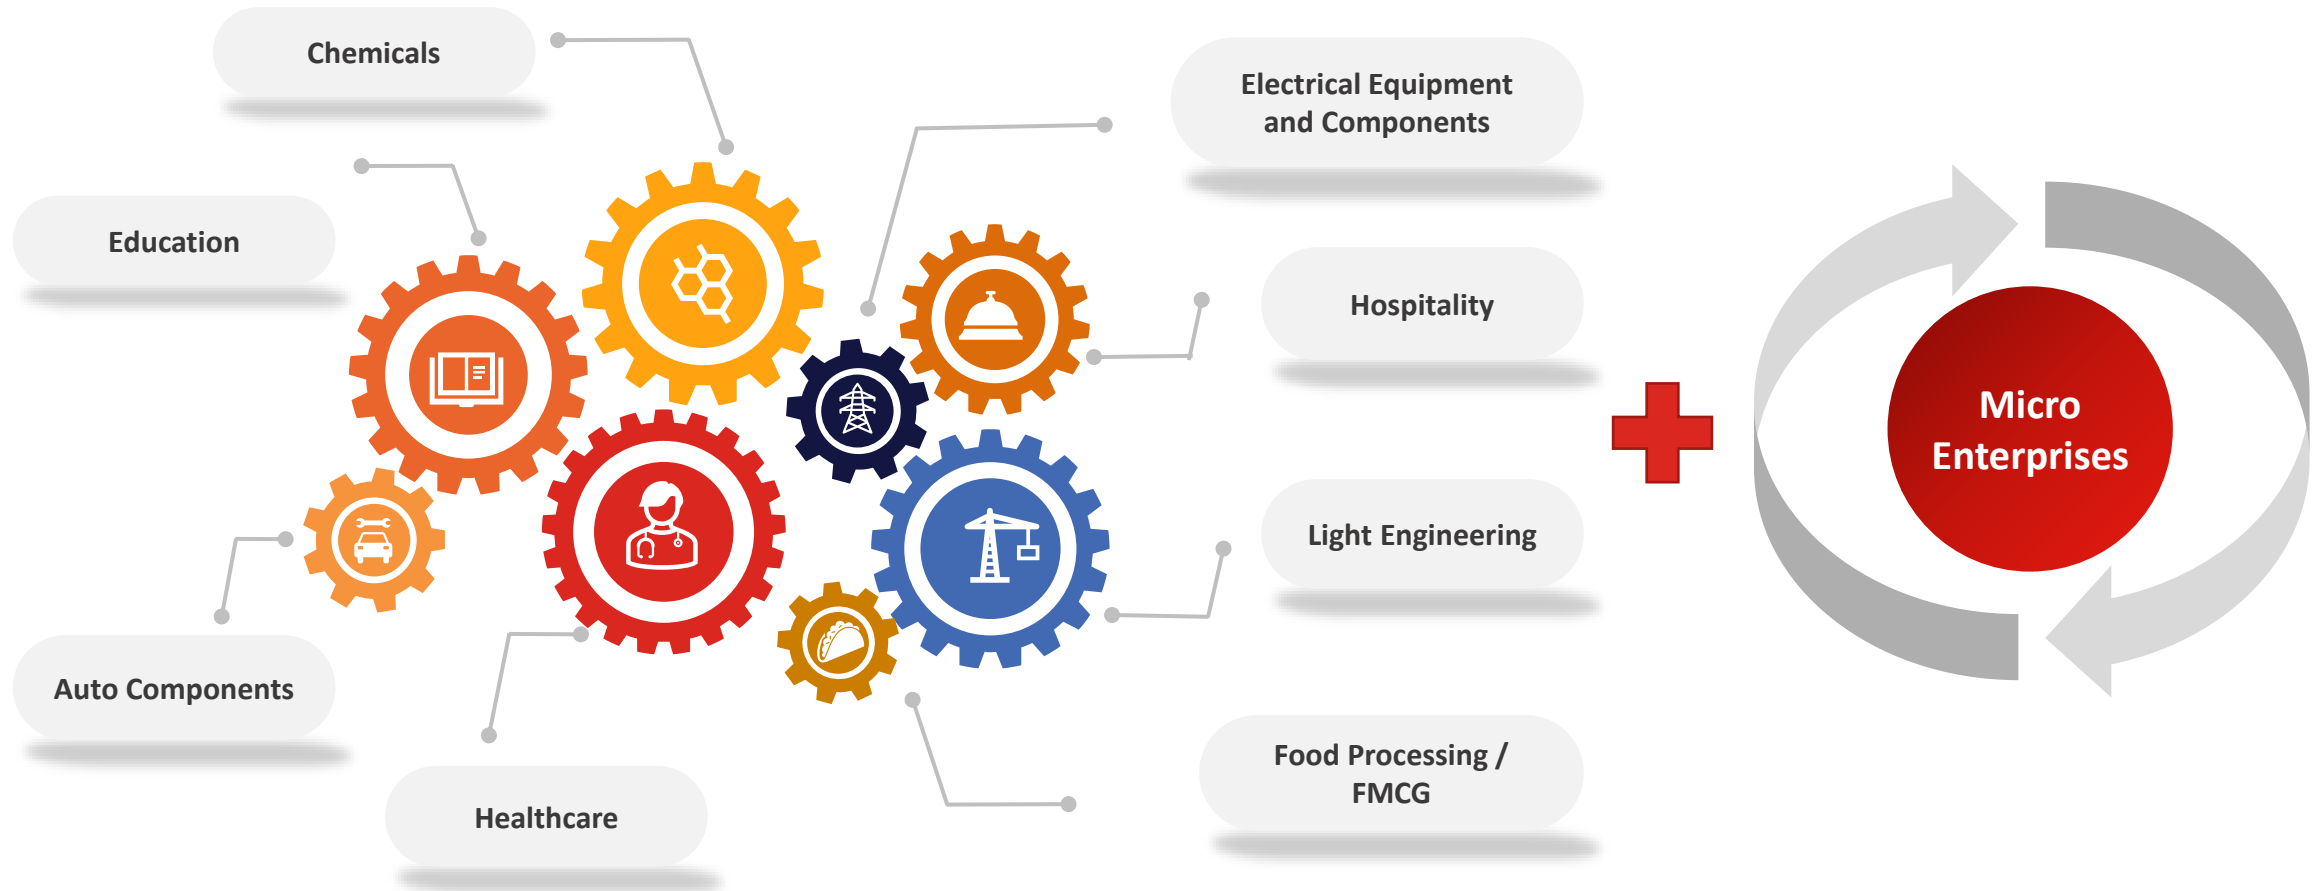 Chemicals
Education
Auto Components
Healthcare
Electrical Equipment
and Components
Hospitality
Light Engineering
Food Processing /
FMCG
Micro
Enterprises